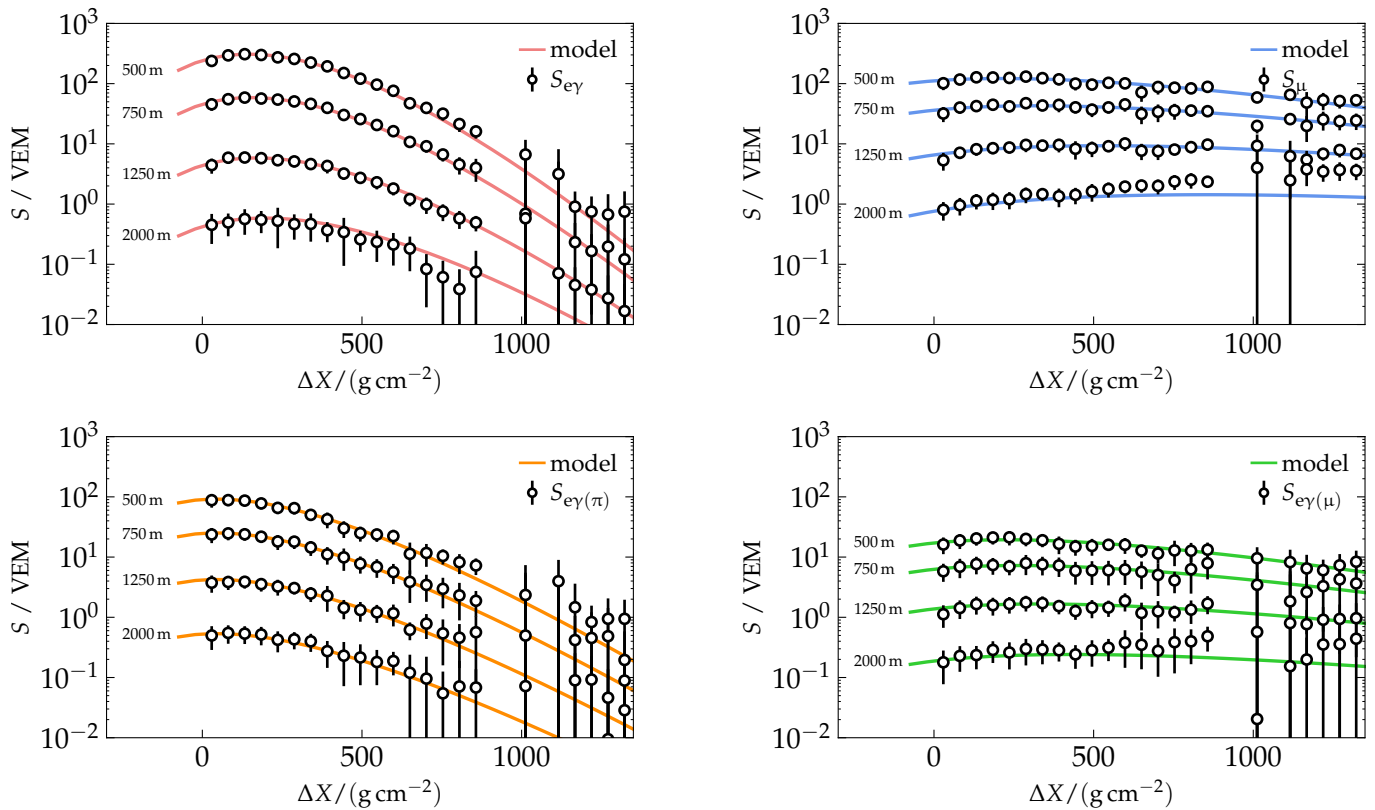 10³
10²
10¹
10⁰
10⁻¹
10⁻²
S / VEM
500 m
750 m
1250 m
2000 m
model
S_eγ
0
500
1000
ΔX/(g cm⁻²)
10³
10²
10¹
10⁰
10⁻¹
10⁻²
S / VEM
500 m
750 m
1250 m
2000 m
model
S_μ
0
500
1000
ΔX/(g cm⁻²)
10³
10²
10¹
10⁰
10⁻¹
10⁻²
S / VEM
500 m
750 m
1250 m
2000 m
model
S_eγ(π)
0
500
1000
ΔX/(g cm⁻²)
10³
10²
10¹
10⁰
10⁻¹
10⁻²
S / VEM
500 m
750 m
1250 m
2000 m
model
S_eγ(μ)
0
500
1000
ΔX/(g cm⁻²)